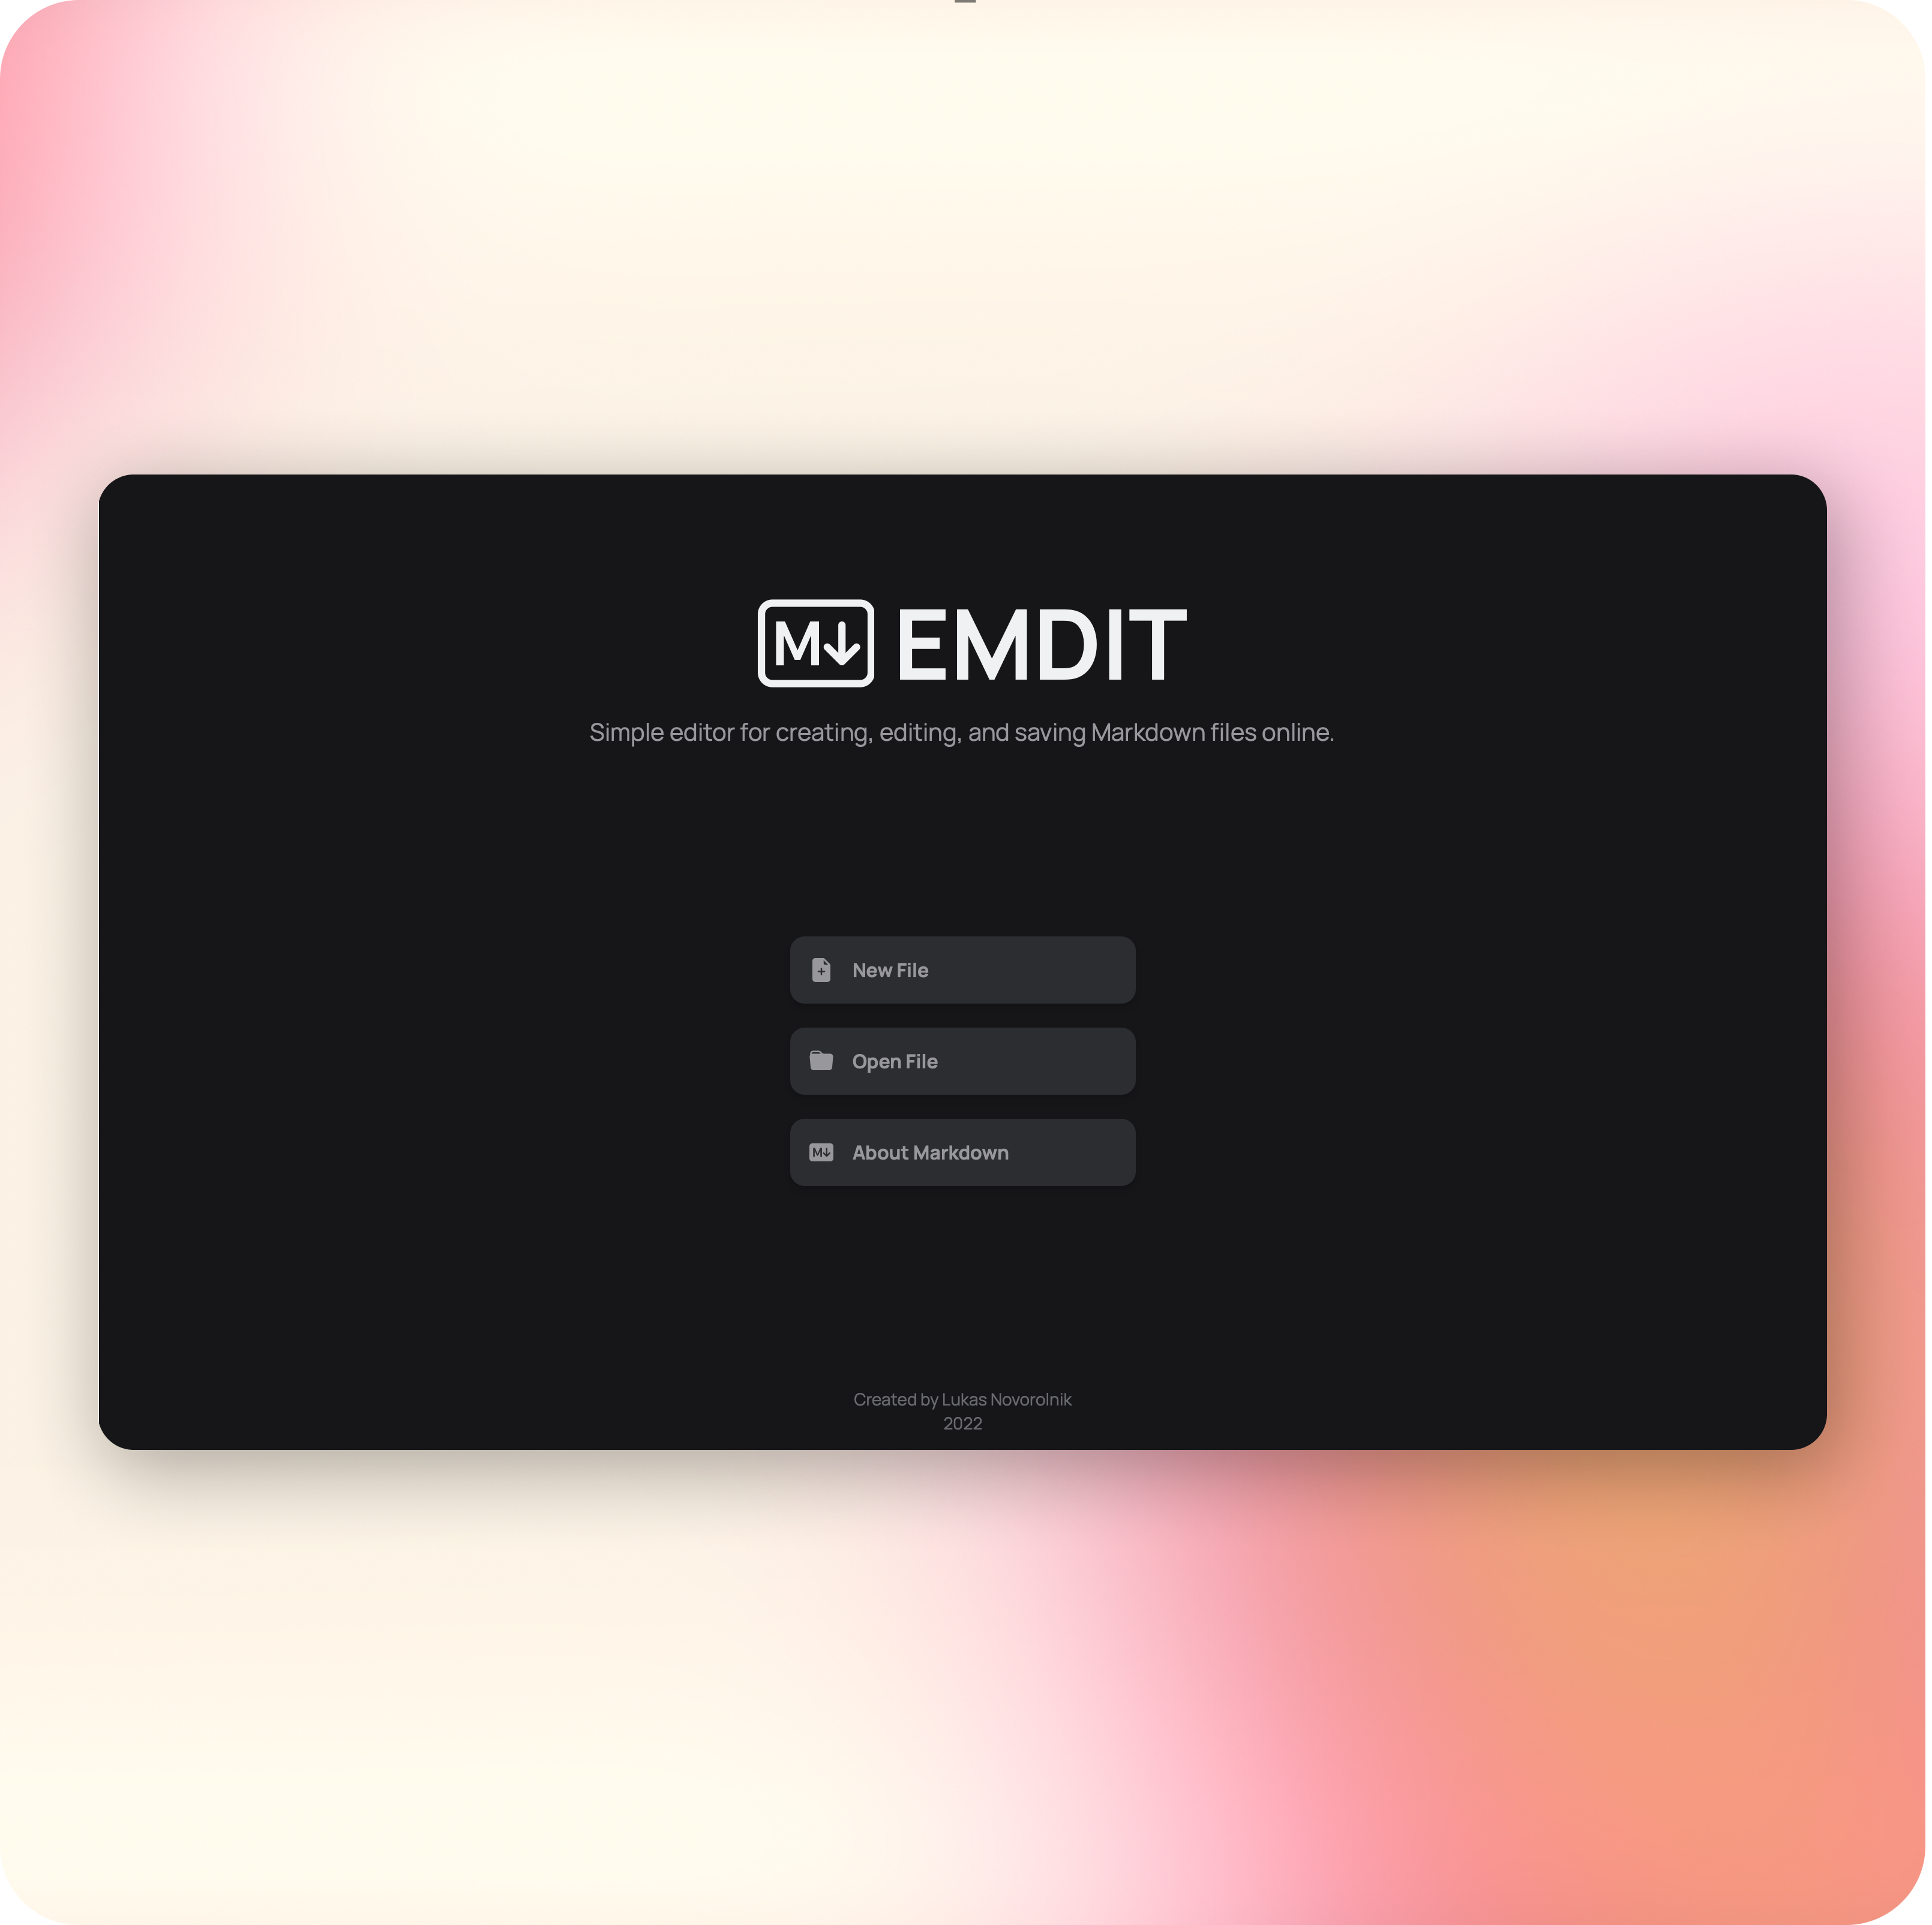 M↓ EMDIT
Simple editor for creating, editing, and saving Markdown files online.
New File
Open File
M↓ About Markdown
Created by Lukas Novorolnik
2022